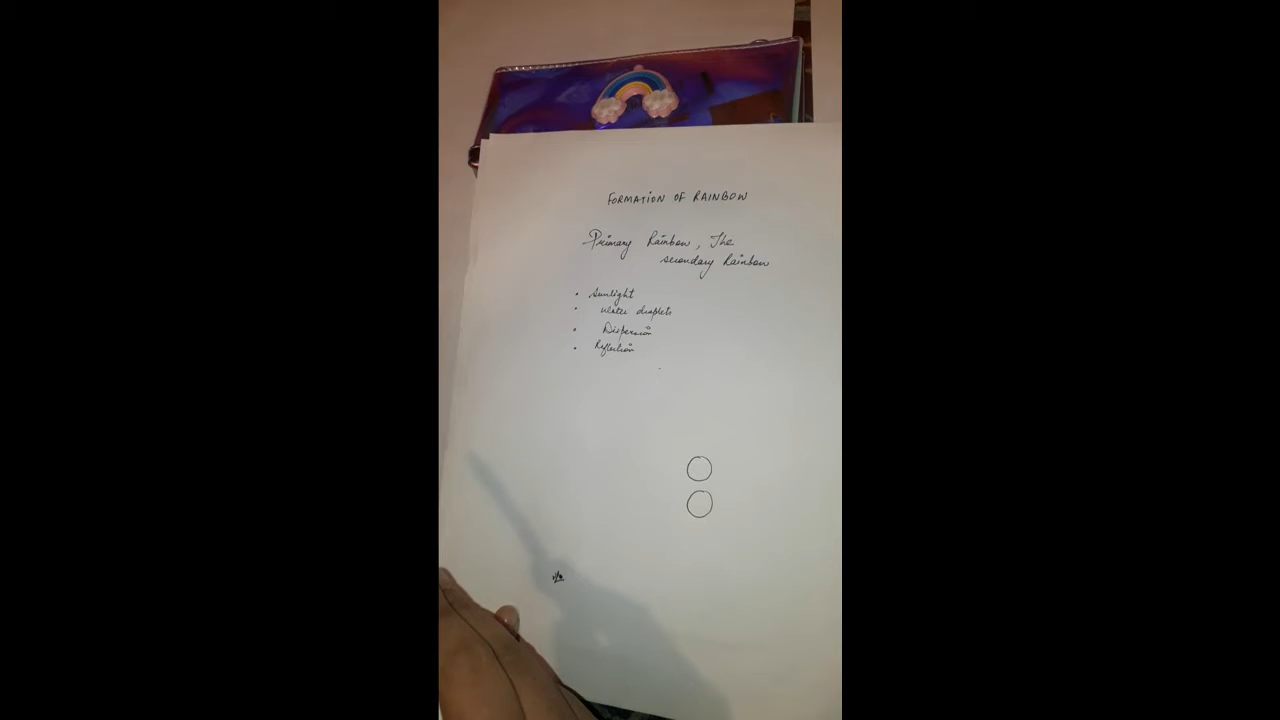 FORMATION OF RAINBOW
Primary Rainbow, The
secondary Rainbow
• Sunlight
• Water droplets
• Dispersion
• Reflection